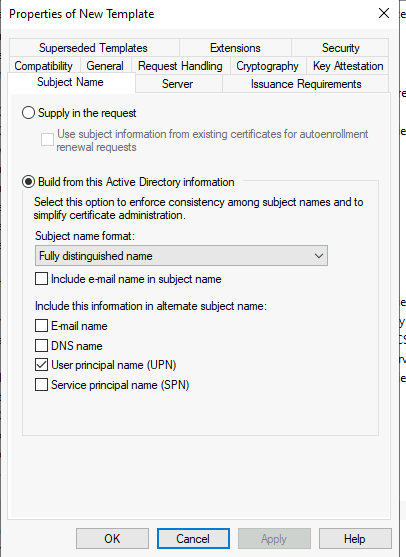 Properties of New Template
Superseded Templates
Extensions
Security
Compatibility
General
Request Handling
Cryptography
Key Attestation
Subject Name
Server
Issuance Requirements
Supply in the request
Use subject information from existing certificates for autoenrollment
renewal requests
Build from this Active Directory information
Select this option to enforce consistency among subject names and to
simplify certificate administration.
Subject name format:
Fully distinguished name
Include e-mail name in subject name
Include this information in alternate subject name:
E-mail name
DNS name
User principal name (UPN)
Service principal name (SPN)
OK
Cancel
Apply
Help